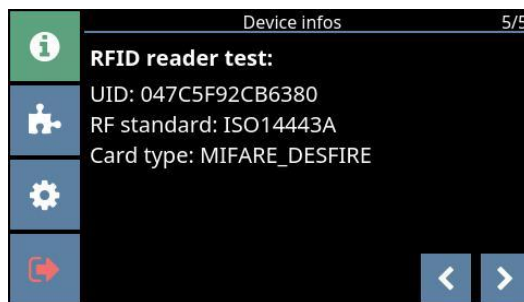 Device infos 5/5
RFID reader test:
UID: 047C5F92CB6380
RF standard: ISO14443A
Card type: MIFARE_DESFIRE